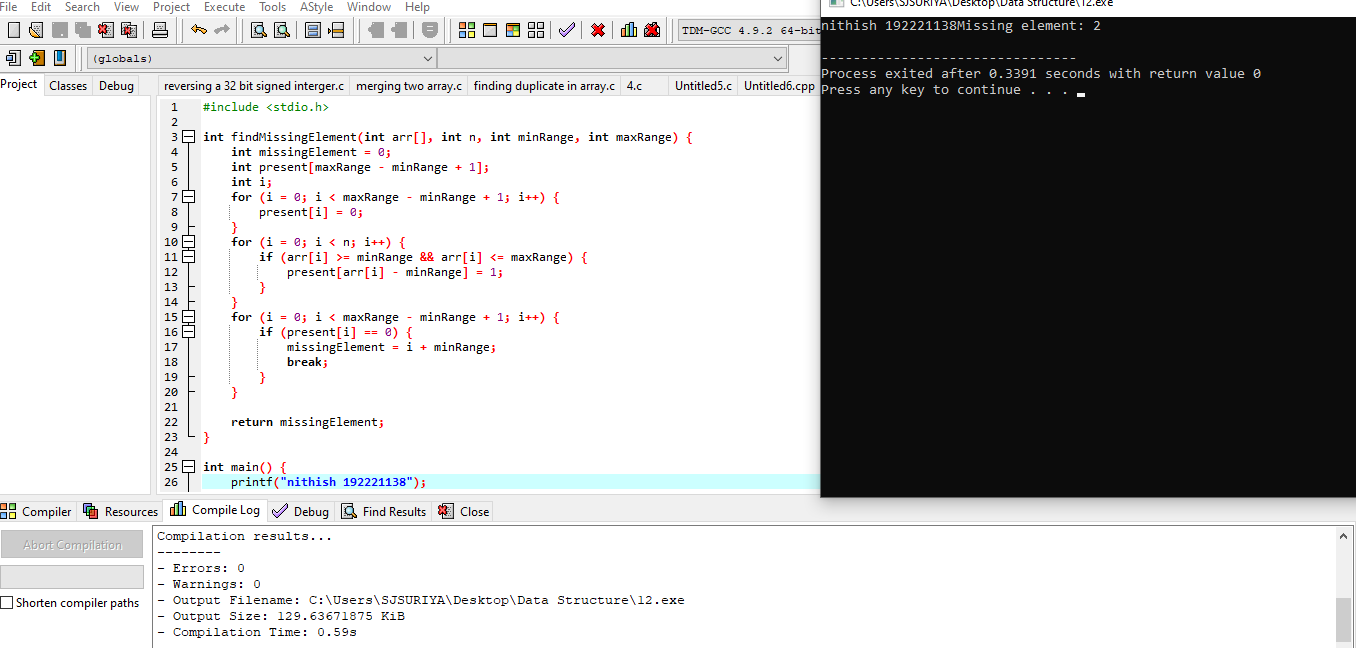 File Edit Search View Project Execute Tools AStyle Window Help
TDM-GCC 4.9.2 64-bit
(globals)
Project Classes Debug
reversing a 32 bit signed interger.c merging two array.c finding duplicate in array.c 4.c Untitled5.c Untitled6.cpp
1 #include <stdio.h>
2
3 int findMissingElement(int arr[], int n, int minRange, int maxRange) {
4 int missingElement = 0;
5 int present[maxRange - minRange + 1];
6 int i;
7 for (i = 0; i < maxRange - minRange + 1; i++) {
8 present[i] = 0;
9 }
10 for (i = 0; i < n; i++) {
11 if (arr[i] >= minRange && arr[i] <= maxRange) {
12 present[arr[i] - minRange] = 1;
13 }
14 }
15 for (i = 0; i < maxRange - minRange + 1; i++) {
16 if (present[i] == 0) {
17 missingElement = i + minRange;
18 break;
19 }
20 }
21
22 return missingElement;
23 }
24
25 int main() {
26 printf("nithish 192221138");
C:\Users\SJSURIYA\Desktop\Data Structure\12.exe
nithish 192221138Missing element: 2
--------------------------------
Process exited after 0.3391 seconds with return value 0
Press any key to continue . . .
Compiler Resources Compile Log Debug Find Results Close
Abort Compilation
Shorten compiler paths
Compilation results...
--------
- Errors: 0
- Warnings: 0
- Output Filename: C:\Users\SJSURIYA\Desktop\Data Structure\12.exe
- Output Size: 129.63671875 KiB
- Compilation Time: 0.59s